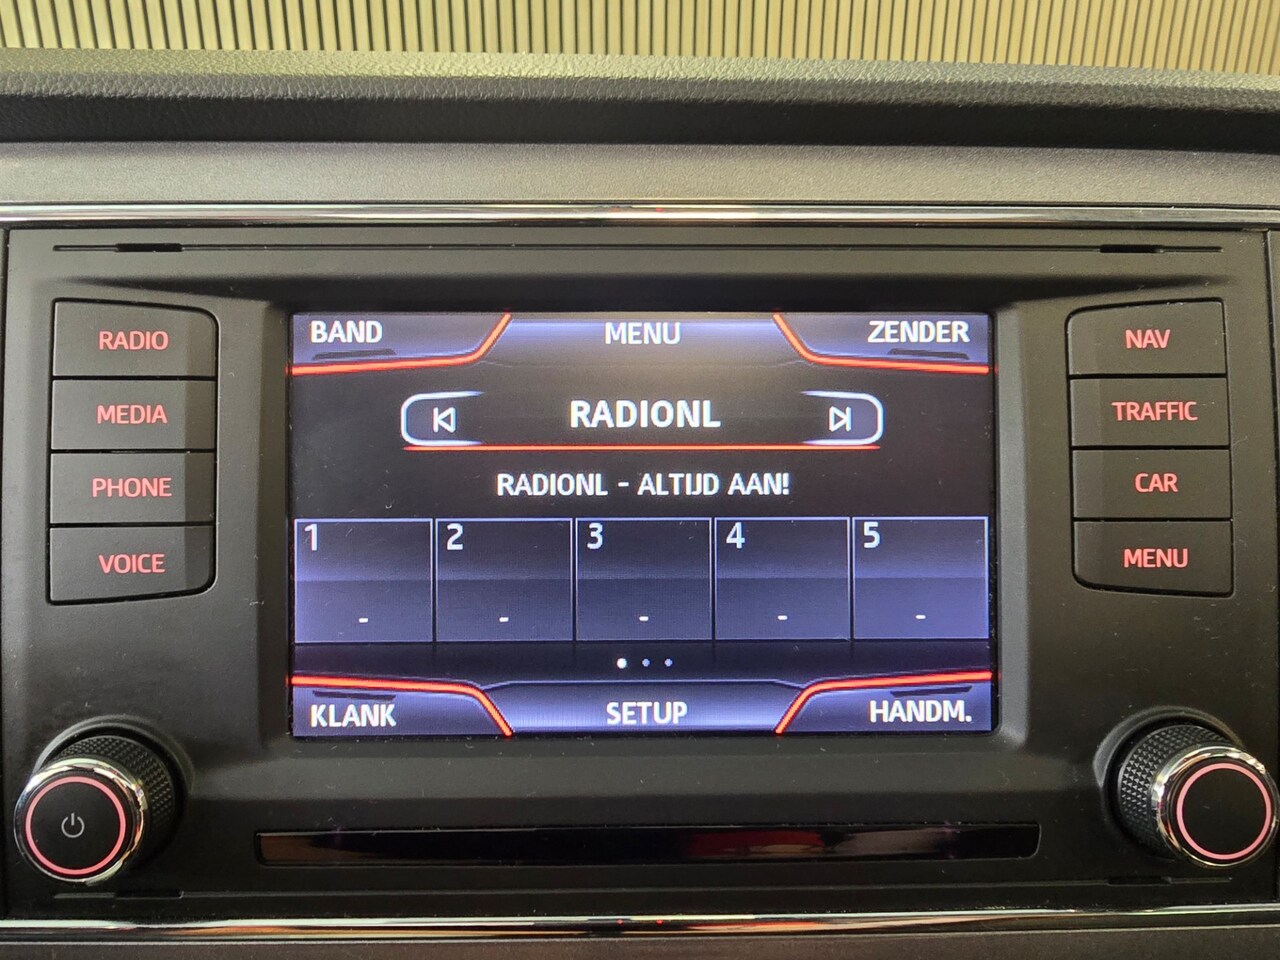 BAND MENU ZENDER
RADIONL
RADIONL - ALTIJD AAN!
1 2 3 4 5
- - - - -
KLANK SETUP HANDM.
RADIO
MEDIA
PHONE
VOICE
NAV
TRAFFIC
CAR
MENU